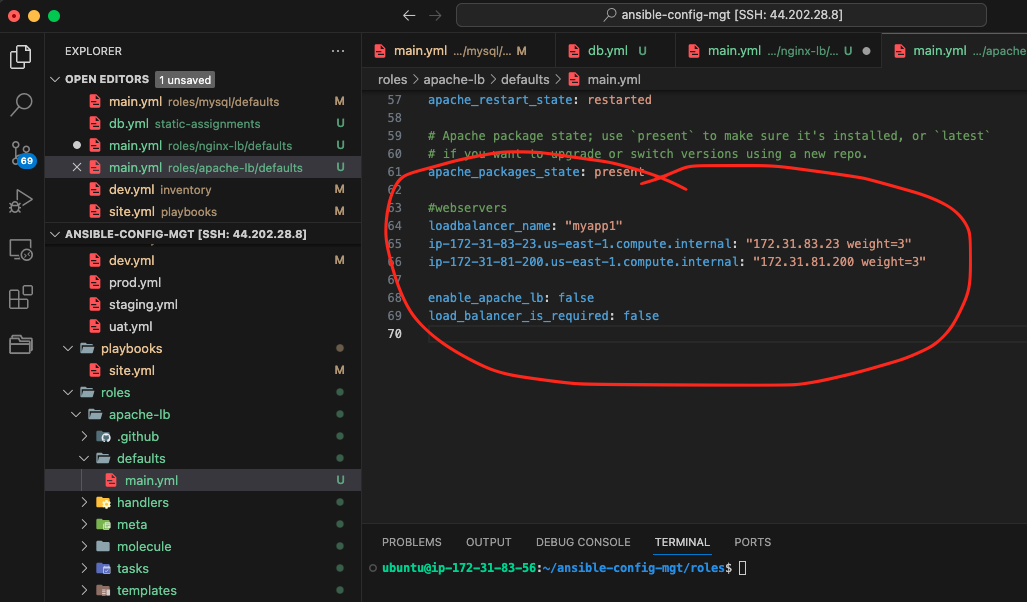 ansible-config-mgt [SSH: 44.202.28.8]
EXPLORER
OPEN EDITORS 1 unsaved
main.yml roles/mysql/defaults M
db.yml static-assignments U
main.yml roles/nginx-lb/defaults U
main.yml roles/apache-lb/defaults U
dev.yml inventory M
site.yml playbooks M
69
ANSIBLE-CONFIG-MGT [SSH: 44.202.28.8]
dev.yml M
prod.yml
staging.yml
uat.yml
playbooks
site.yml M
roles
apache-lb
.github
defaults
main.yml U
handlers
meta
molecule
tasks
templates
main.yml .../mysql/... M
db.yml U
main.yml .../nginx-lb/... U
main.yml .../apache
roles > apache-lb > defaults > main.yml
57 apache_restart_state: restarted
58
59 # Apache package state; use `present` to make sure it's installed, or `latest`
60 # if you want to upgrade or switch versions using a new repo.
61 apache_packages_state: present
62
63 #webservers
64 loadbalancer_name: "myapp1"
65 ip-172-31-83-23.us-east-1.compute.internal: "172.31.83.23 weight=3"
66 ip-172-31-81-200.us-east-1.compute.internal: "172.31.81.200 weight=3"
67
68 enable_apache_lb: false
69 load_balancer_is_required: false
70
PROBLEMS OUTPUT DEBUG CONSOLE TERMINAL PORTS
ubuntu@ip-172-31-83-56:~/ansible-config-mgt/roles$